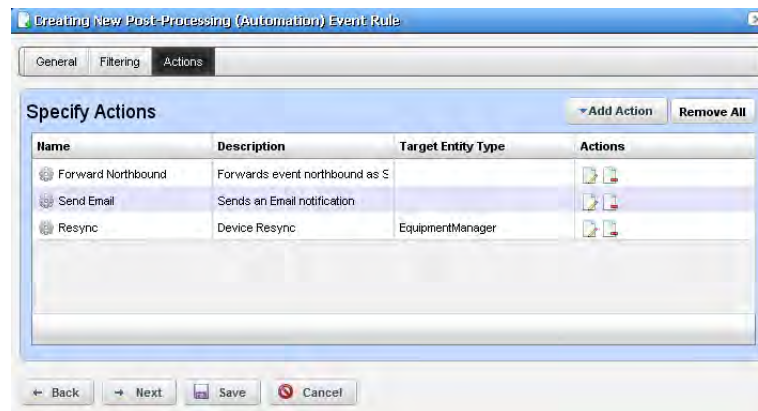 Creating New Post-Processing (Automation) Event Rule
General Filtering Actions
Specify Actions
Add Action Remove All
Name Description Target Entity Type Actions
Forward Northbound Forwards event northbound as S
Send Email Sends an Email notification
Resync Device Resync EquipmentManager
Back Next Save Cancel